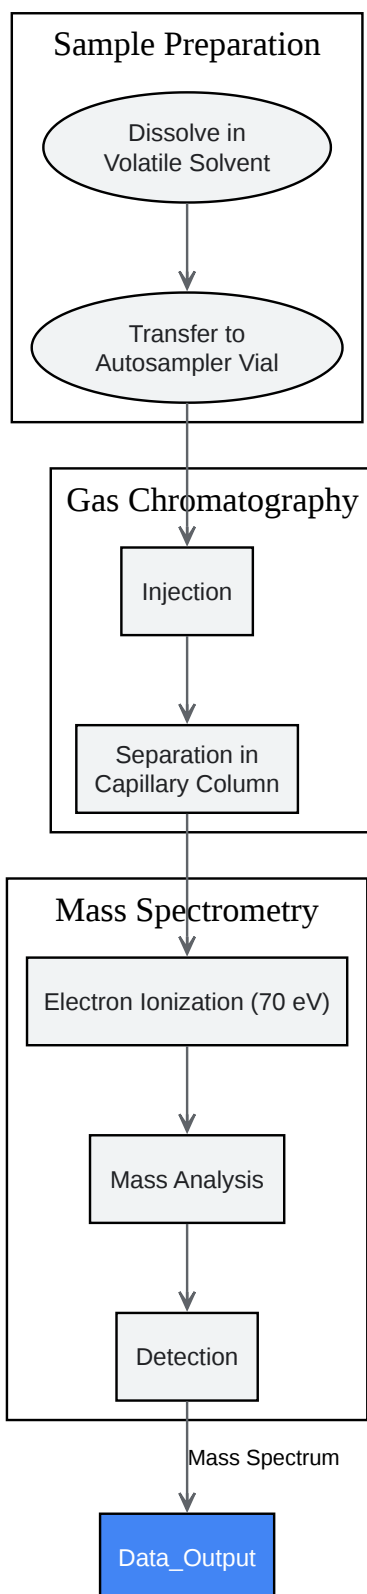 Sample Preparation
Dissolve in
Volatile Solvent
Transfer to
Autosampler Vial
Gas Chromatography
Injection
Separation in
Capillary Column
Mass Spectrometry
Electron Ionization (70 eV)
Mass Analysis
Detection
Mass Spectrum
Data_Output